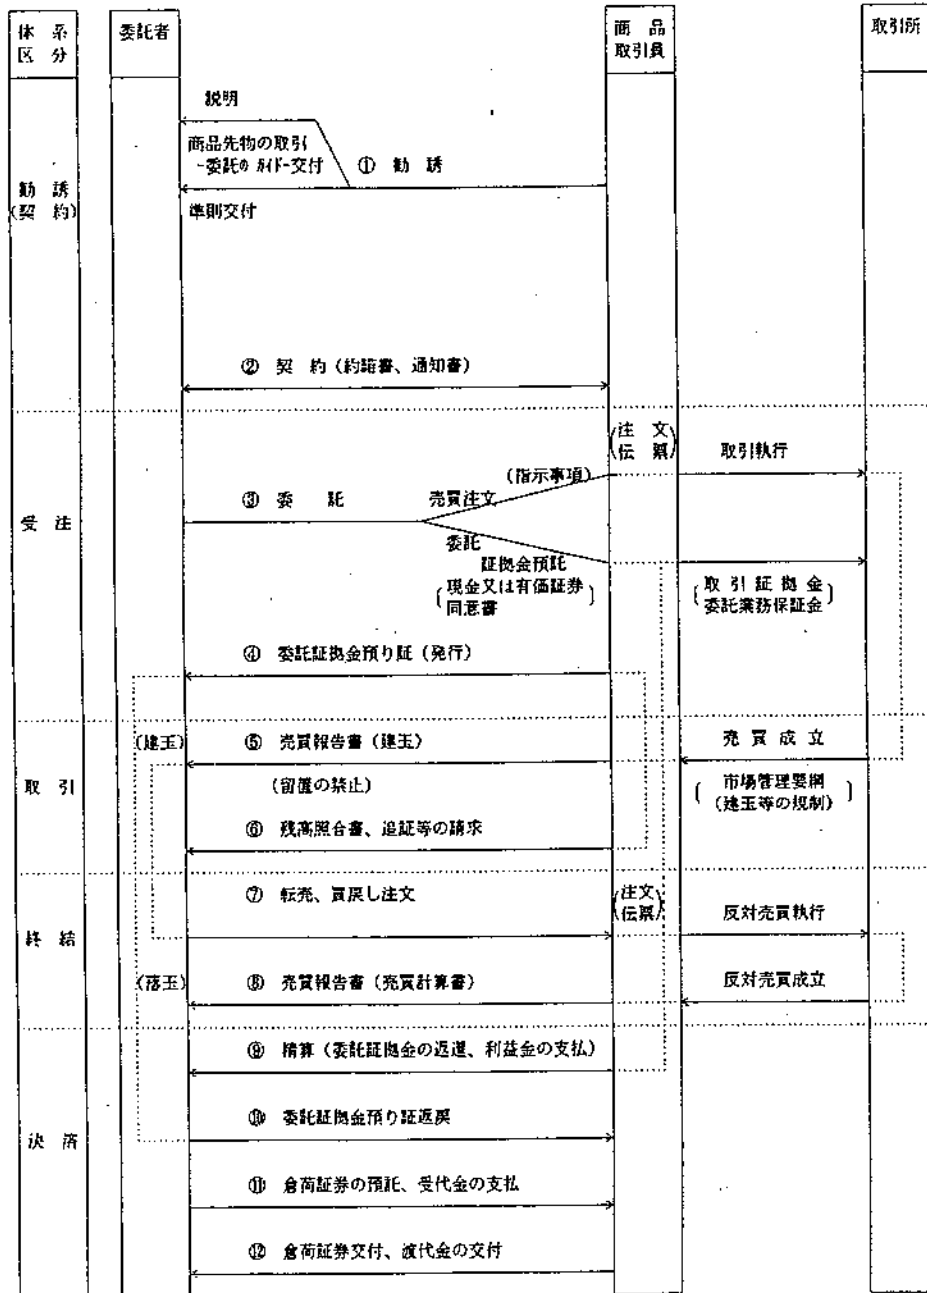 体系
区分
委託者
商品
取引員
取引所
説明
商品先物の取引
-委託のガイド-交付
① 勧誘
勧誘
(契約)
準則交付
② 契約(約諾書、通知書)
(注文
伝票)
取引執行
(指示事項)
③ 委託
売買注文
受注
委託
証拠金預託
〔現金又は有価証券
同意書〕
〔取引証拠金
委託業務保証金〕
④ 委託証拠金預り証(発行)
(建玉)
⑤ 売買報告書(建玉)
売買成立
取引
(留置の禁止)
〔市場管理要綱
(建玉等の規制)〕
⑥ 残高照合書、追証等の請求
⑦ 転売、買戻し注文
(注文
伝票)
反対売買執行
終結
(落玉)
⑧ 売買報告書(売買計算書)
反対売買成立
⑨ 精算(委託証拠金の返還、利益金の支払)
⑩ 委託証拠金預り証返戻
決済
⑪ 倉荷証券の預託、受代金の支払
⑫ 倉荷証券交付、渡代金の交付